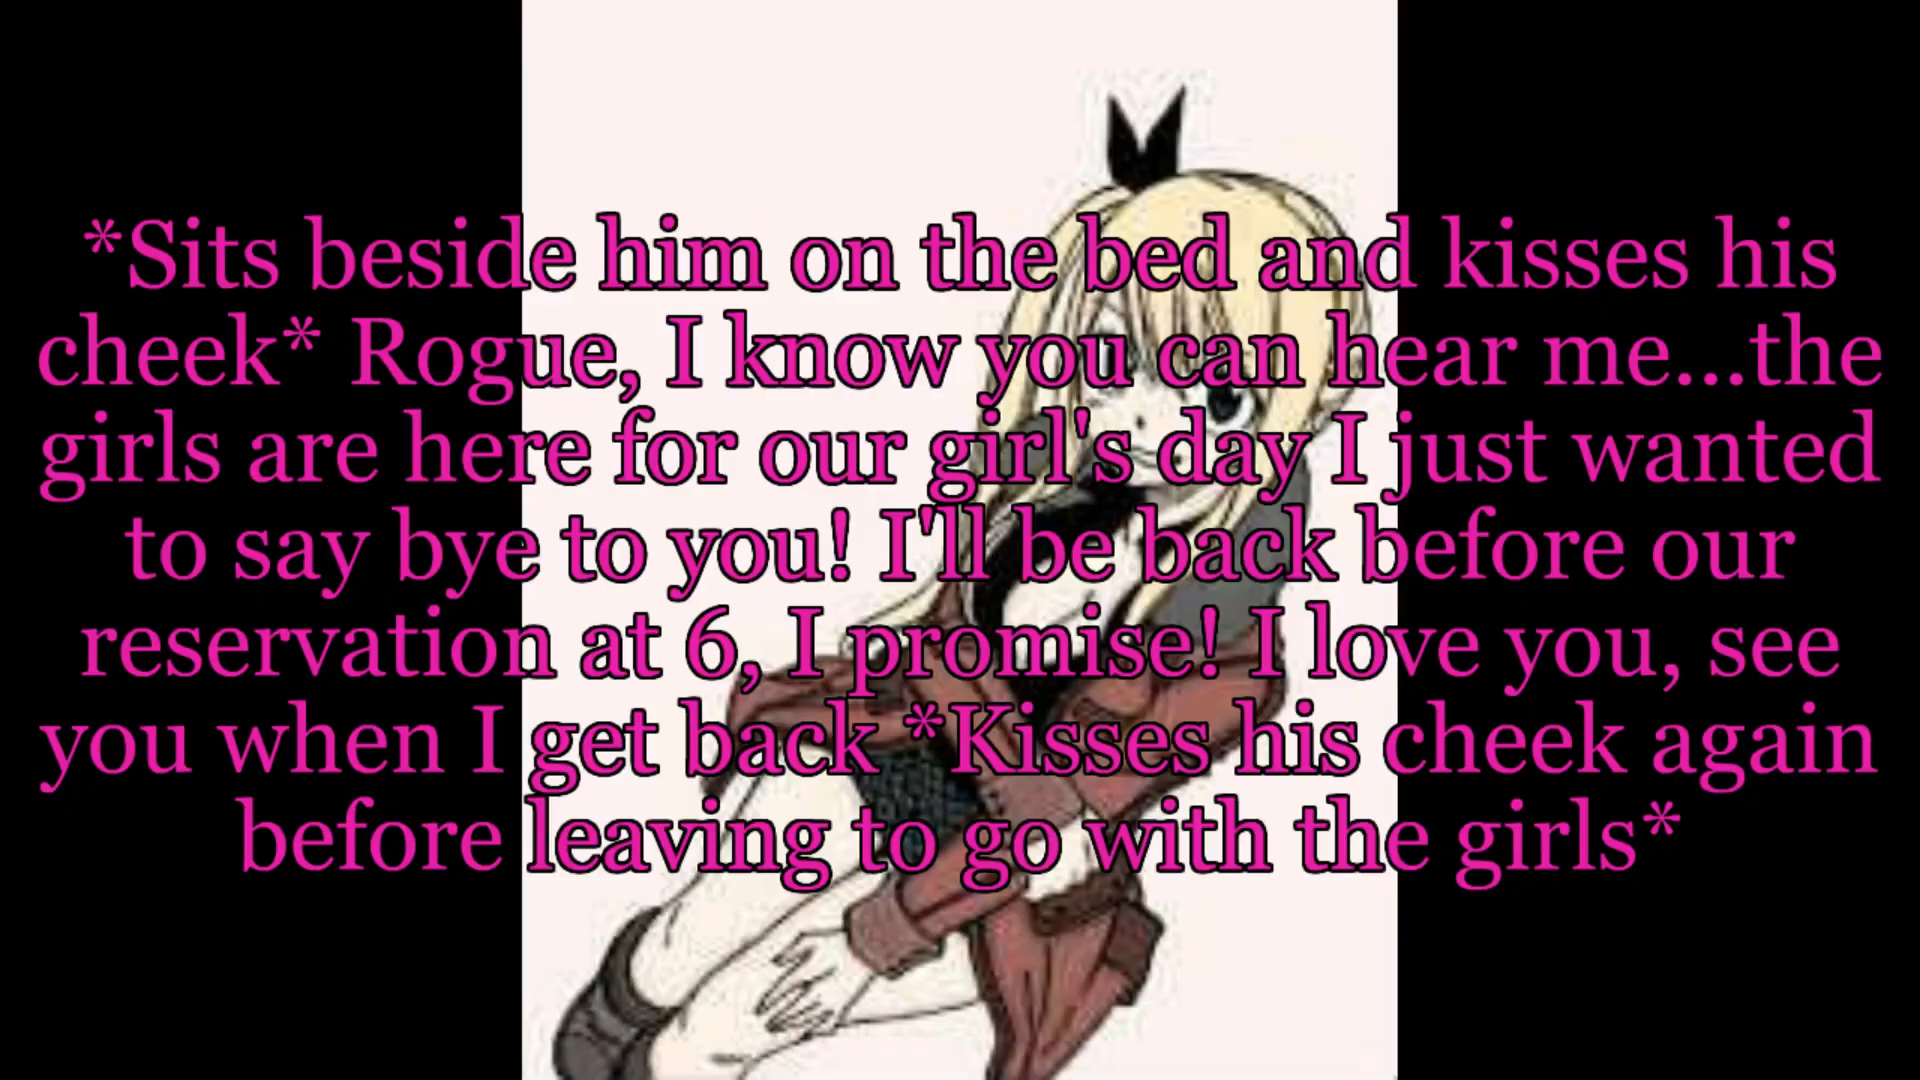 *Sits beside him on the bed and kisses his
cheek* Rogue, I know you can hear me...the
girls are here for our girl's day I just wanted
to say bye to you! I'll be back before our
reservation at 6, I promise! I love you, see
you when I get back *Kisses his cheek again
before leaving to go with the girls*